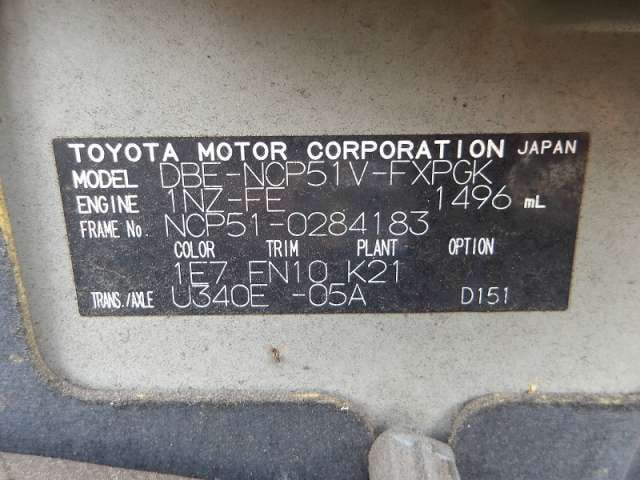 TOYOTA MOTOR CORPORATION JAPAN
MODEL DBE-NCP51V-FXPGK
ENGINE 1NZ-FE 1496 mL
FRAME No. NCP51-0284183
COLOR TRIM PLANT OPTION
1E7 FN10 K21
TRANS./AXLE U340E -05A D151